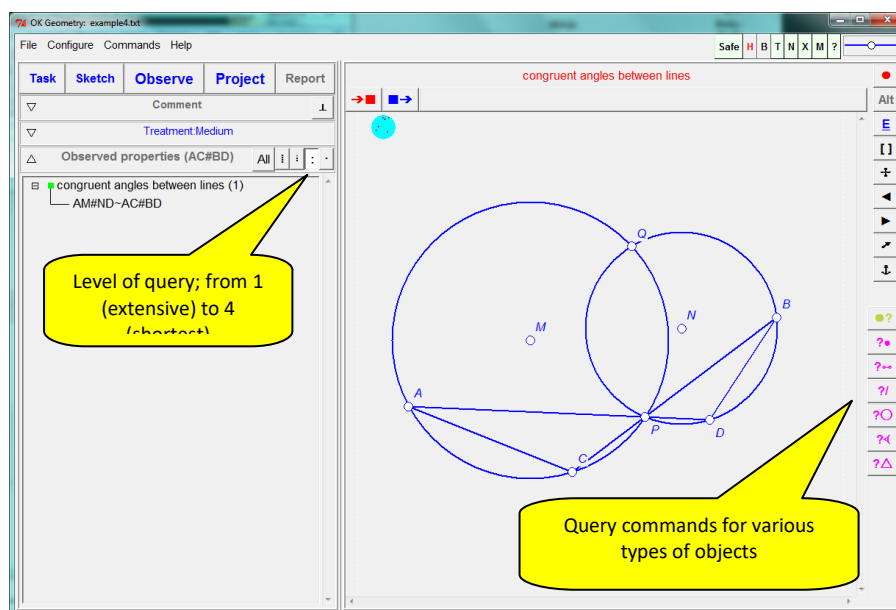 OK Geometry: example4.txt
File Configure Commands Help
Safe H B T N X M ?
Task Sketch Observe Project Report
congruent angles between lines
Comment
Alt
Treatment:Medium
E
Observed properties (AC#BD) All
[ ]
congruent angles between lines (1)
AM#ND~AC#BD
Level of query; from 1
(extensive) to 4
(shortest)
Q
B
N
M
A
P
D
C
?
?
?
?/
?
?
?
Query commands for various
types of objects